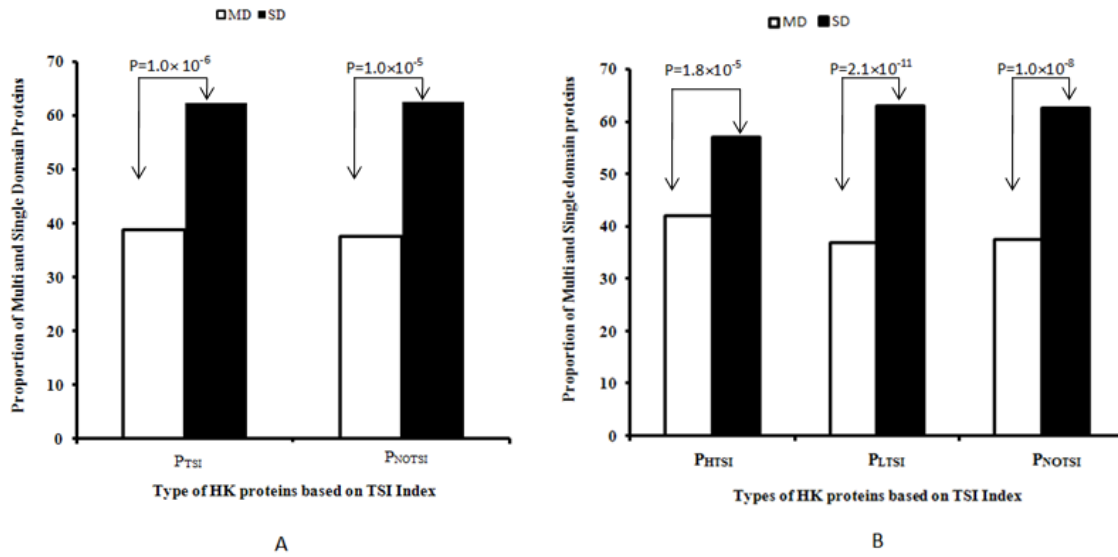 MD SD
P=1.0× 10⁻⁶
P=1.0×10⁻⁵
70
60
50
40
30
20
10
0
Proportion of Multi and Single Domain Proteins
PTSI
PNOTSI
Type of HK proteins based on TSI Index
A
MD SD
P=1.8×10⁻⁵
P=2.1×10⁻¹¹
P=1.0×10⁻⁸
70
60
50
40
30
20
10
0
Proportion of Multi and Single domain proteins
PHTSI
PLTSI
PNOTSI
Types of HK proteins based on TSI Index
B